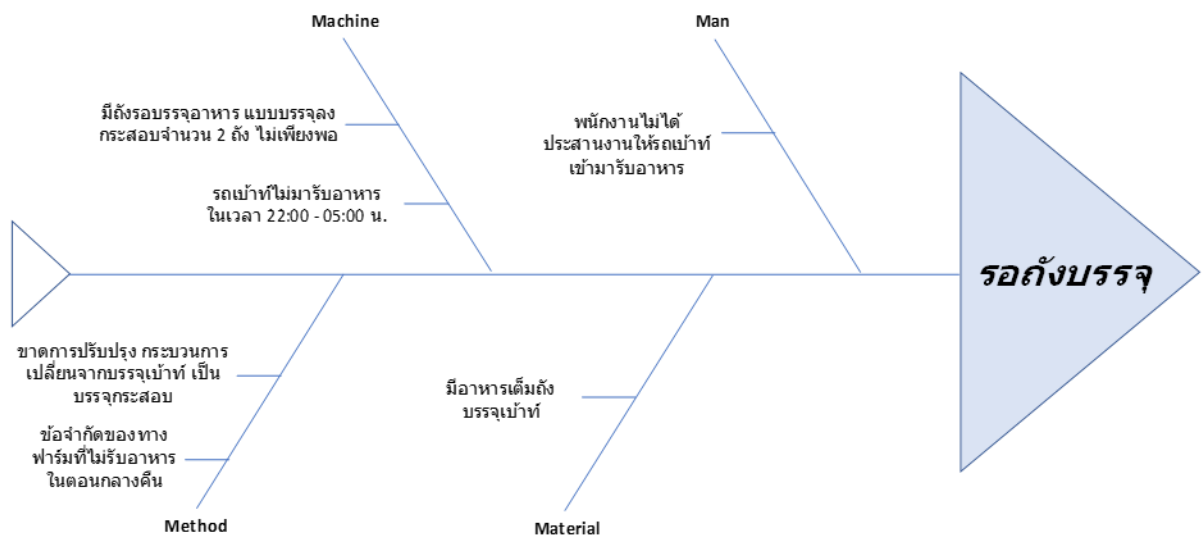 Machine
Man
มีถังรอบรรจุอาหาร แบบบรรจุลง
กระสอบจำนวน 2 ถัง ไม่เพียงพอ
พนักงานไม่ได้
ประสานงานให้รถเบ้าท์
เข้ามารับอาหาร
รถเบ้าท์ไม่มารับอาหาร
ในเวลา 22:00 - 05:00 น.
รอถังบรรจุ
ขาดการปรับปรุง กระบวนการ
เปลี่ยนจากบรรจุเบ้าท์ เป็น
บรรจุกระสอบ
มีอาหารเต็มถัง
บรรจุเบ้าท์
ข้อจำกัดของทาง
ฟาร์มที่ไม่รับอาหาร
ในตอนกลางคืน
Method
Material